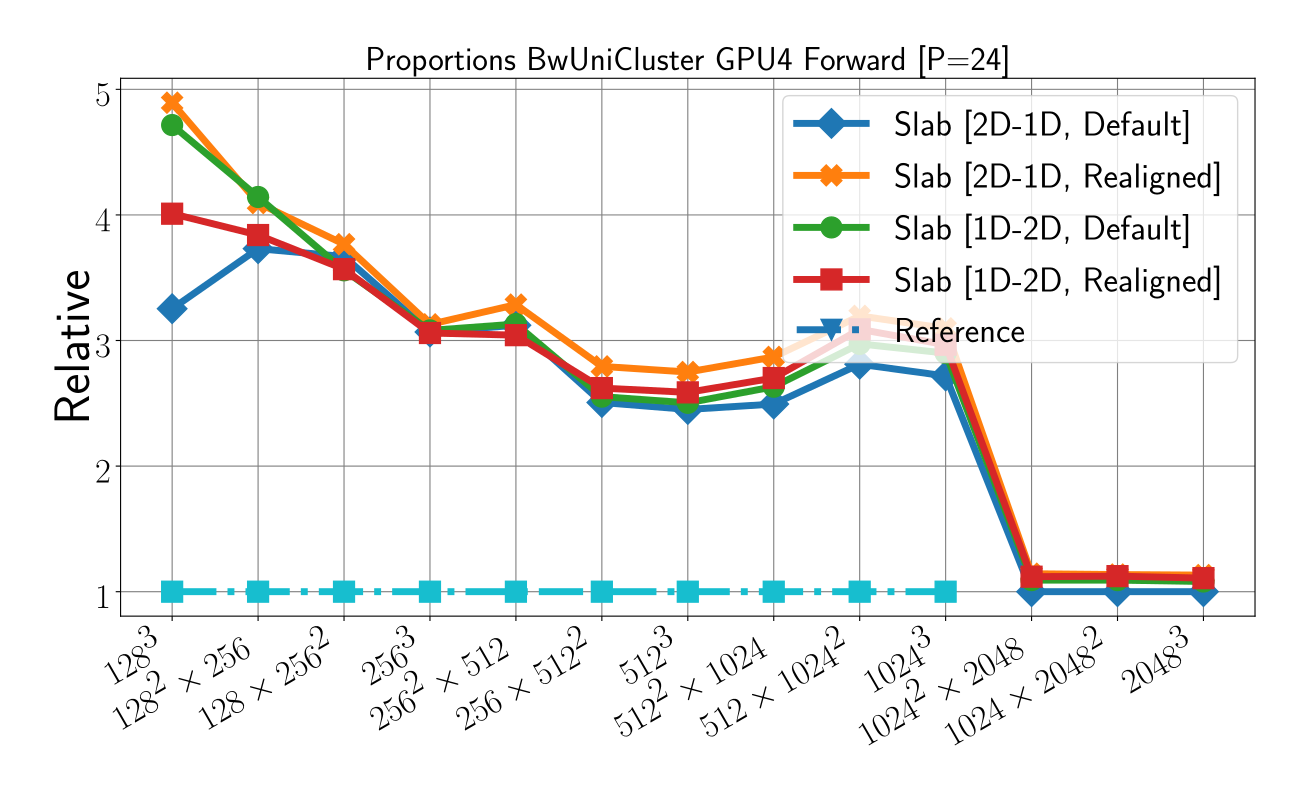 Proportions BwUniCluster GPU4 Forward [P=24]
Relative
5
4
3
2
1
Slab [2D-1D, Default]
Slab [2D-1D, Realigned]
Slab [1D-2D, Default]
Slab [1D-2D, Realigned]
Reference
128³
128² × 256
128 × 256²
256³
256² × 512
256 × 512²
512³
512² × 1024
512 × 1024²
1024³
1024² × 2048
1024 × 2048²
2048³